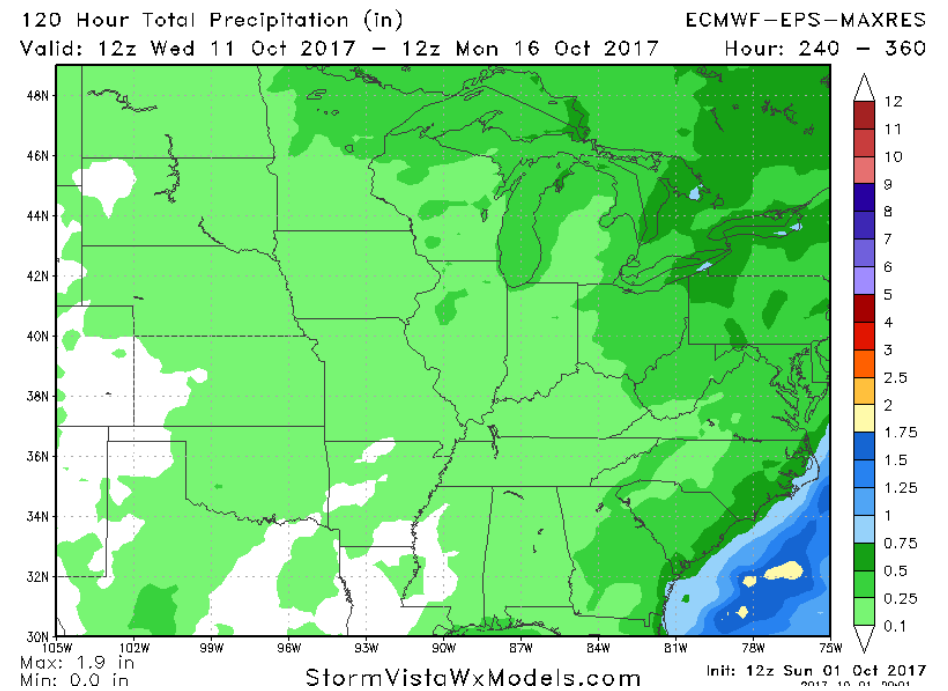 120 Hour Total Precipitation (in)
ECMWF-EPS-MAXRES
Valid: 12z Wed 11 Oct 2017 - 12z Mon 16 Oct 2017
Hour: 240 - 360
48N
46N
44N
42N
40N
38N
36N
34N
32N
30N
105W
102W
99W
96W
93W
90W
87W
84W
81W
78W
75W
12
11
10
9
8
7
6
5
4
3
2.5
2
1.75
1.5
1.25
1
0.75
0.5
0.25
0.1
Max: 1.9 in
Min: 0.0 in
StormVistaWxModels.com
Init: 12z Sun 01 Oct 2017